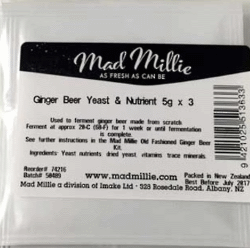 Mad Millie
AS FRESH AS CAN BE
Ginger Beer Yeast & Nutrient 5g x 3
Used to ferment ginger beer made from scratch.
Ferment at approx 20°C (68°F) for 1 week or until fermentation
is complete.
See further instructions in the Mad Millie Old Fashioned Ginger Beer
Kit.
Ingredients: Yeast nutrients dried yeast, vitamins trace minerals.
Reorder# 74216
Batch# 50409
www.madmillie.com
Packed in New Zealand
Best Before July 2017
Mad Millie a division of Imake Ltd - 328 Rosedale Road, Albany. NZ